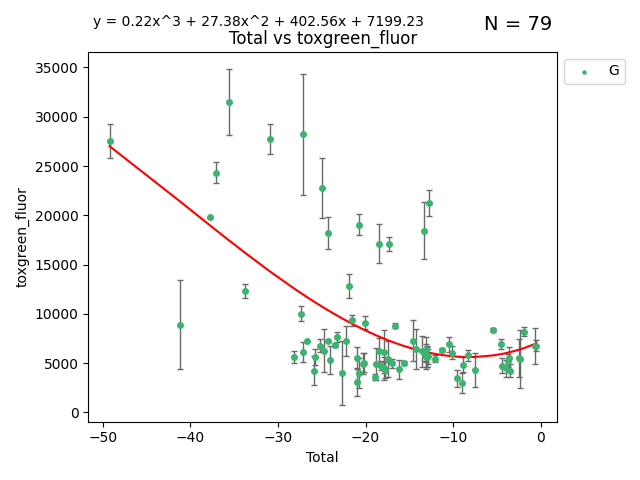 y = 0.22x^3 + 27.38x^2 + 402.56x + 7199.23
N = 79
Total vs toxgreen_fluor
G
35000
30000
25000
20000
15000
10000
5000
0
toxgreen_fluor
−50
−40
−30
−20
−10
0
Total